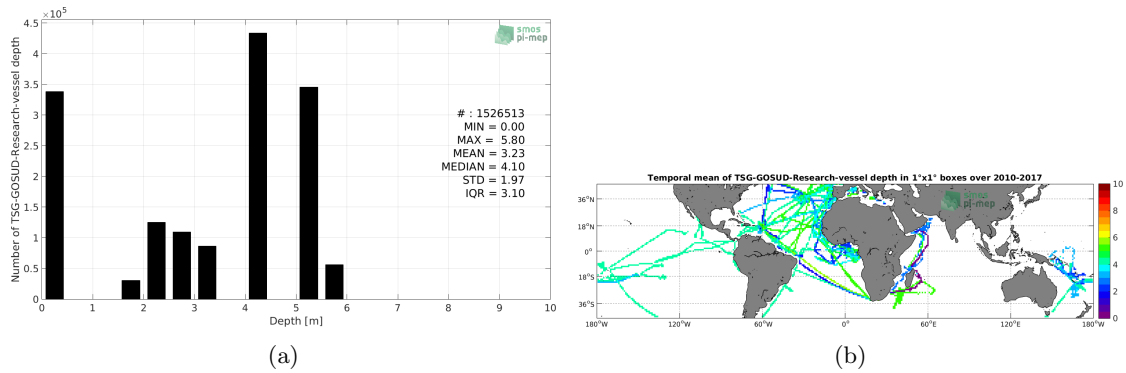 ×10⁵
4.5
4
3.5
3
2.5
2
1.5
1
0.5
0
Number of TSG-GOSUD-Research-vessel depth
smos
pi-mep
# : 1526513
MIN = 0.00
MAX = 5.80
MEAN = 3.23
MEDIAN = 4.10
STD = 1.97
IQR = 3.10
0 1 2 3 4 5 6 7 8 9 10
Depth [m]
(a)
Temporal mean of TSG-GOSUD-Research-vessel depth in 1°x1° boxes over 2010-2017
smos
pi-mep
36°N
18°N
0°
18°S
36°S
180°W 120°W 60°W 0° 60°E 120°E 180°W
10
8
6
4
2
0
(b)